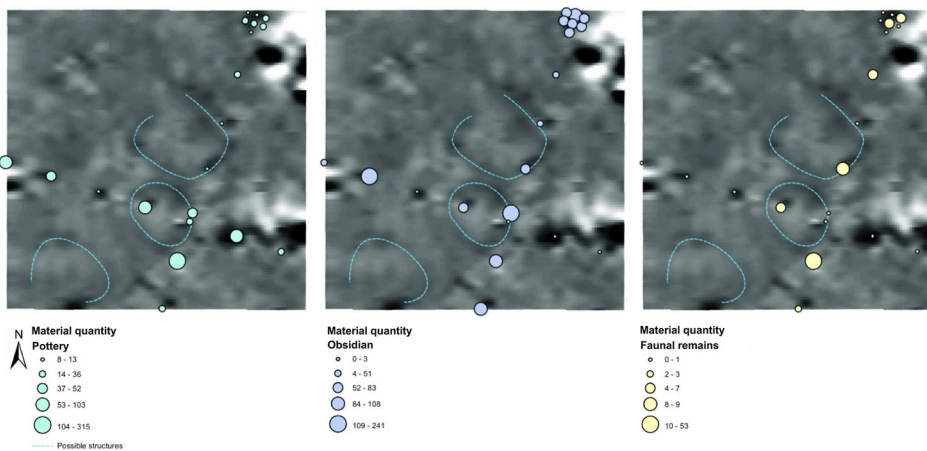 N
Material quantity
Pottery
8 - 13
14 - 36
37 - 52
53 - 103
104 - 315
Possible structures
Material quantity
Obsidian
0 - 3
4 - 51
52 - 83
84 - 108
109 - 241
Material quantity
Faunal remains
0 - 1
2 - 3
4 - 7
8 - 9
10 - 53